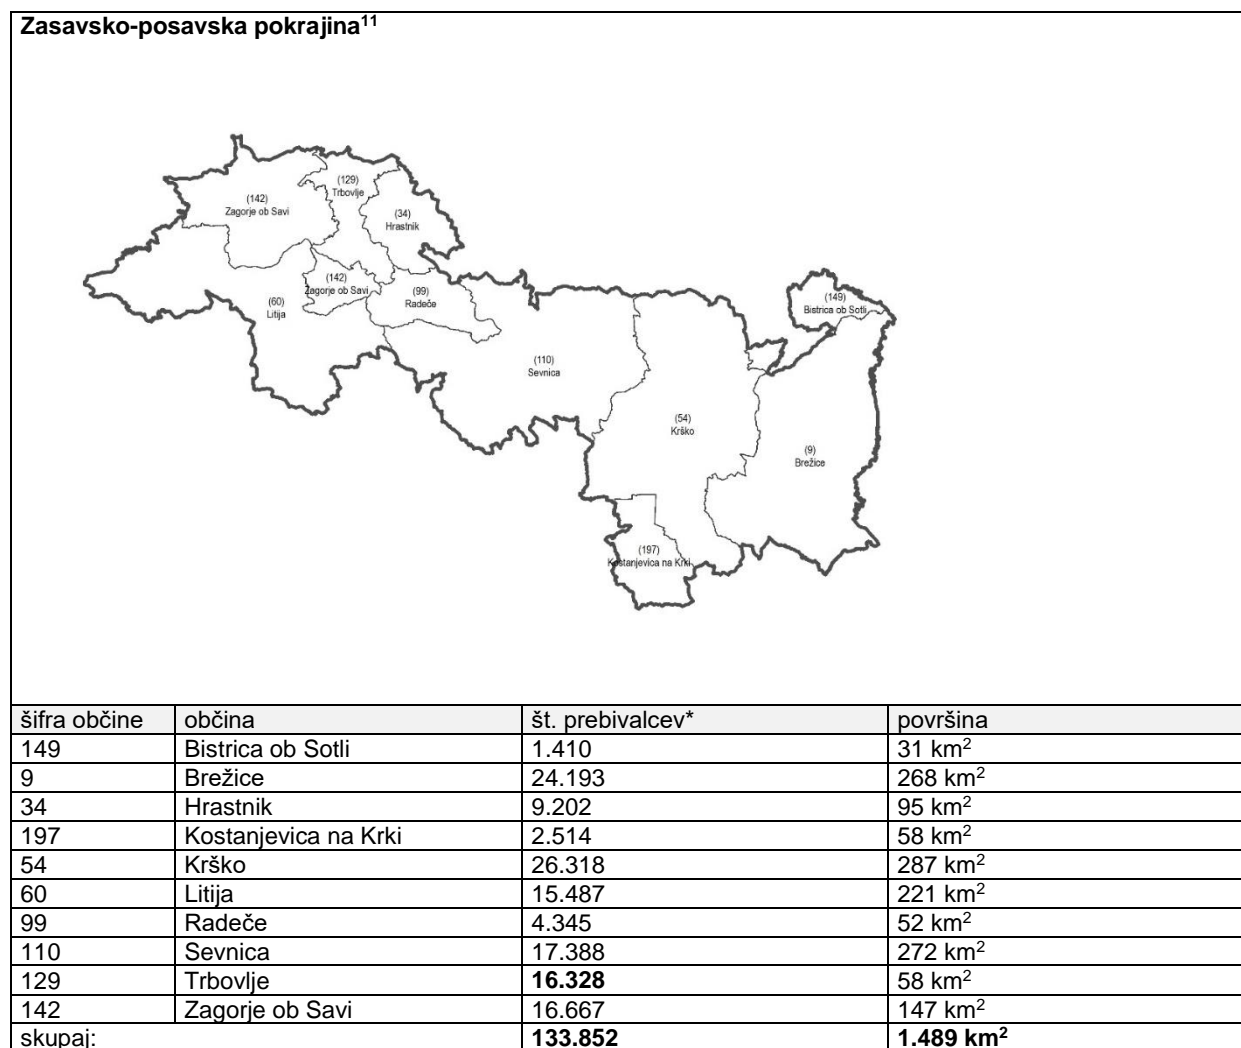 Zasavsko-posavska pokrajina¹¹
(129)
Trbovlje
(142)
Zagorje ob Savi
(34)
Hrastnik
(142)
Zagorje ob Savi
(99)
Radeče
(60)
Litija
(149)
Bistrica ob Sotli
(110)
Sevnica
(54)
Krško
(9)
Brežice
(197)
Kostanjevica na Krki
šifra občine občina št. prebivalcev* površina
149 Bistrica ob Sotli 1.410 31 km²
9 Brežice 24.193 268 km²
34 Hrastnik 9.202 95 km²
197 Kostanjevica na Krki 2.514 58 km²
54 Krško 26.318 287 km²
60 Litija 15.487 221 km²
99 Radeče 4.345 52 km²
110 Sevnica 17.388 272 km²
129 Trbovlje 16.328 58 km²
142 Zagorje ob Savi 16.667 147 km²
skupaj: 133.852 1.489 km²